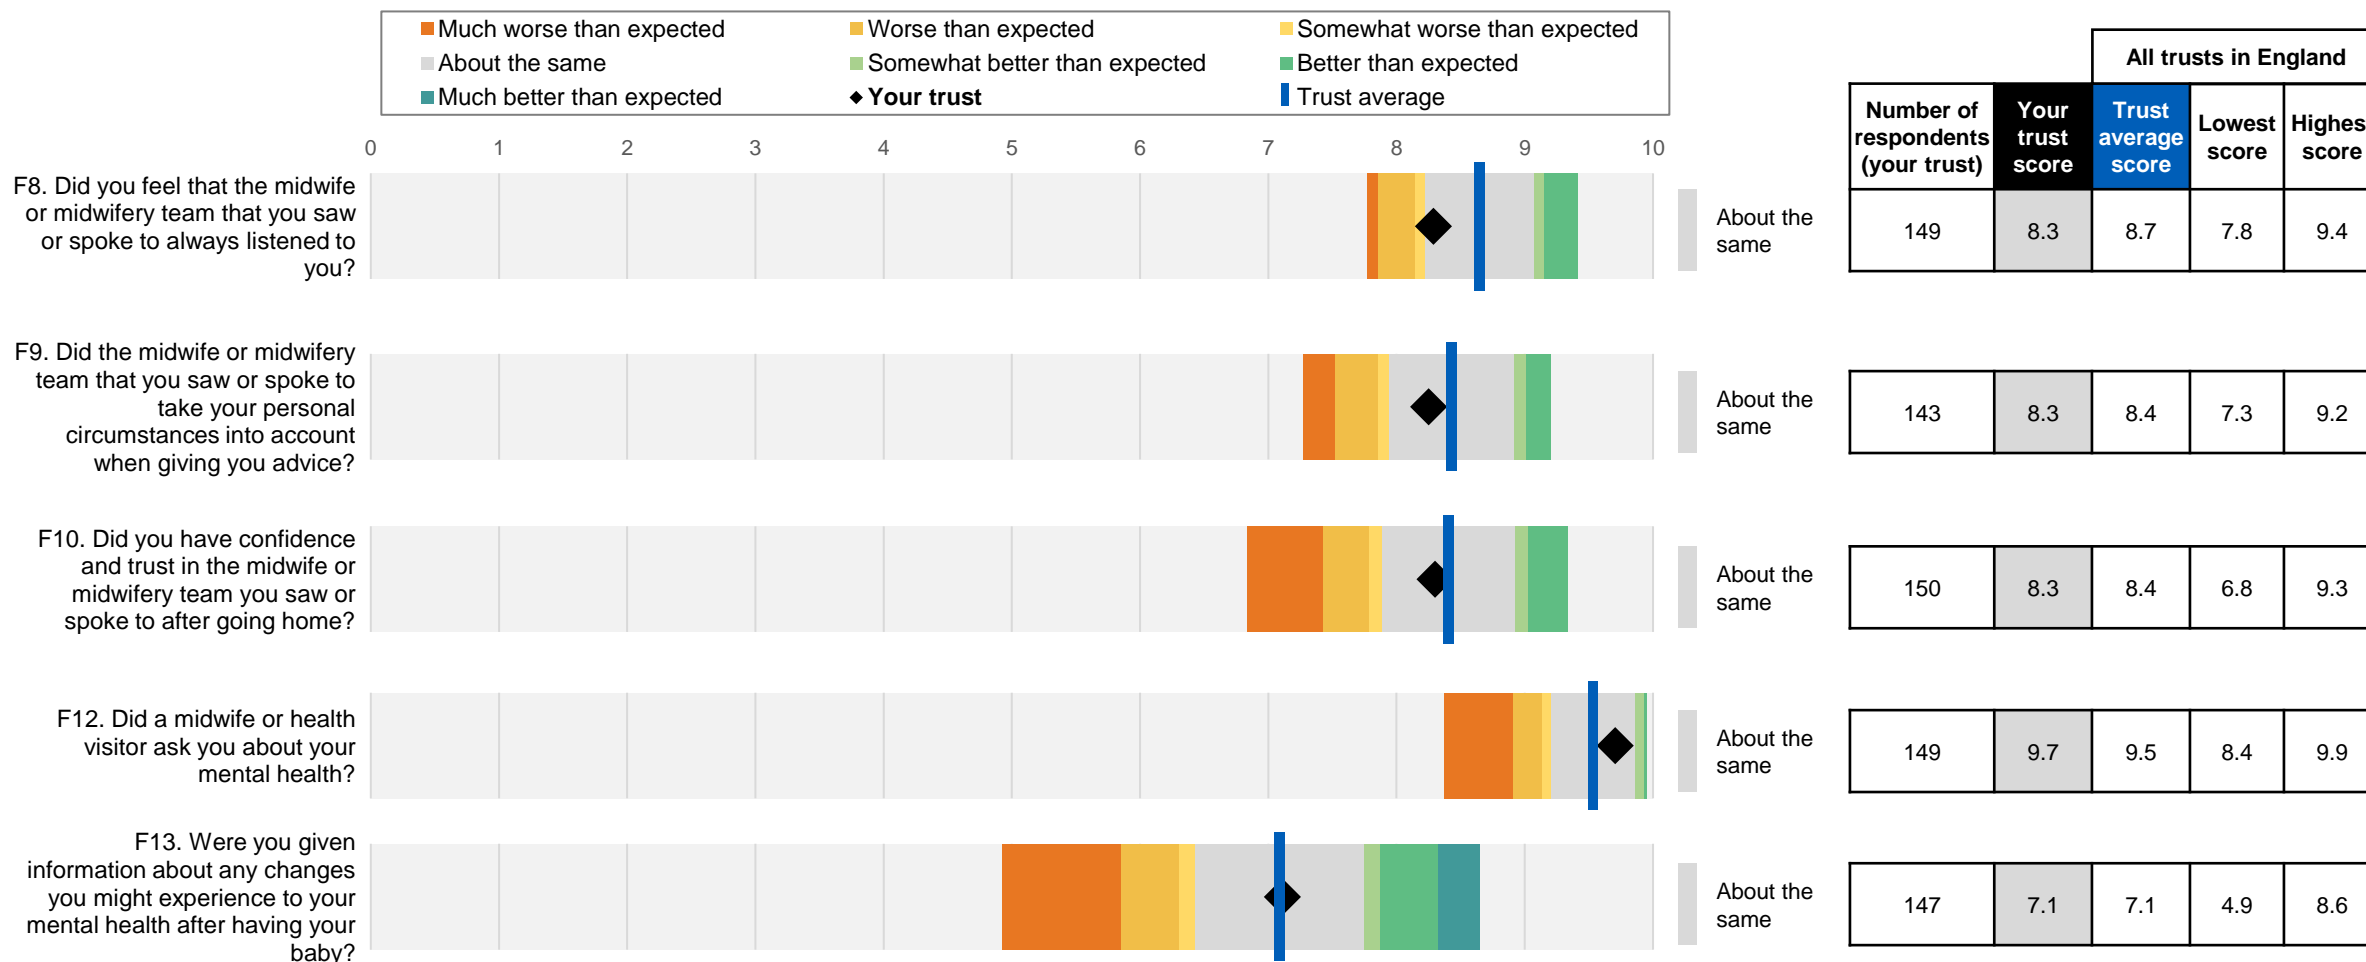 Much worse than expected
Worse than expected
Somewhat worse than expected
About the same
Somewhat better than expected
Better than expected
Much better than expected
Your trust
Trust average
All trusts in England
Number of
respondents
(your trust)
Your
trust
score
Trust
average
score
Lowest
score
Highes
score
0 1 2 3 4 5 6 7 8 9 10
F8. Did you feel that the midwife
or midwifery team that you saw
or spoke to always listened to
you?
About the
same
149 8.3 8.7 7.8 9.4
F9. Did the midwife or midwifery
team that you saw or spoke to
take your personal
circumstances into account
when giving you advice?
About the
same
143 8.3 8.4 7.3 9.2
F10. Did you have confidence
and trust in the midwife or
midwifery team you saw or
spoke to after going home?
About the
same
150 8.3 8.4 6.8 9.3
F12. Did a midwife or health
visitor ask you about your
mental health?
About the
same
149 9.7 9.5 8.4 9.9
F13. Were you given
information about any changes
you might experience to your
mental health after having your
baby?
About the
same
147 7.1 7.1 4.9 8.6